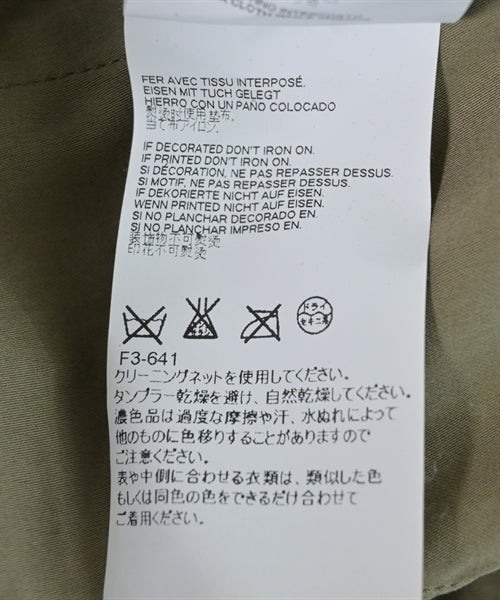 FER AVEC TISSU INTERPOSÉ.
EISEN MIT TUCH GELEGT
HIERRO CON UN PAÑO COLOCADO
熨烫时使用垫布.
当て布アイロン.
IF DECORATED DON'T IRON ON.
IF PRINTED DON'T IRON ON.
SI DÉCORATION, NE PAS REPASSER DESSUS.
SI MOTIF, NE PAS REPASSER DESSUS.
IF DEKORIERTE NICHT AUF EISEN.
WENN PRINTED NICHT AUF EISEN.
SI NO PLANCHAR DECORADO EN.
SI NO PLANCHAR IMPRESO EN.
装饰物不可熨烫
印花不可熨烫
ドライ
セキユ系
F3-641
クリーニングネットを使用してください。
タンブラー乾燥を避け、自然乾燥してください。
濃色品は過度な摩擦や汗、水ぬれによって
他のものに色移りすることがありますので
ご注意ください。
表や中側に合わせる衣類は、類似した色
もしくは同色の色をできるだけ合わせて
ご着用ください。